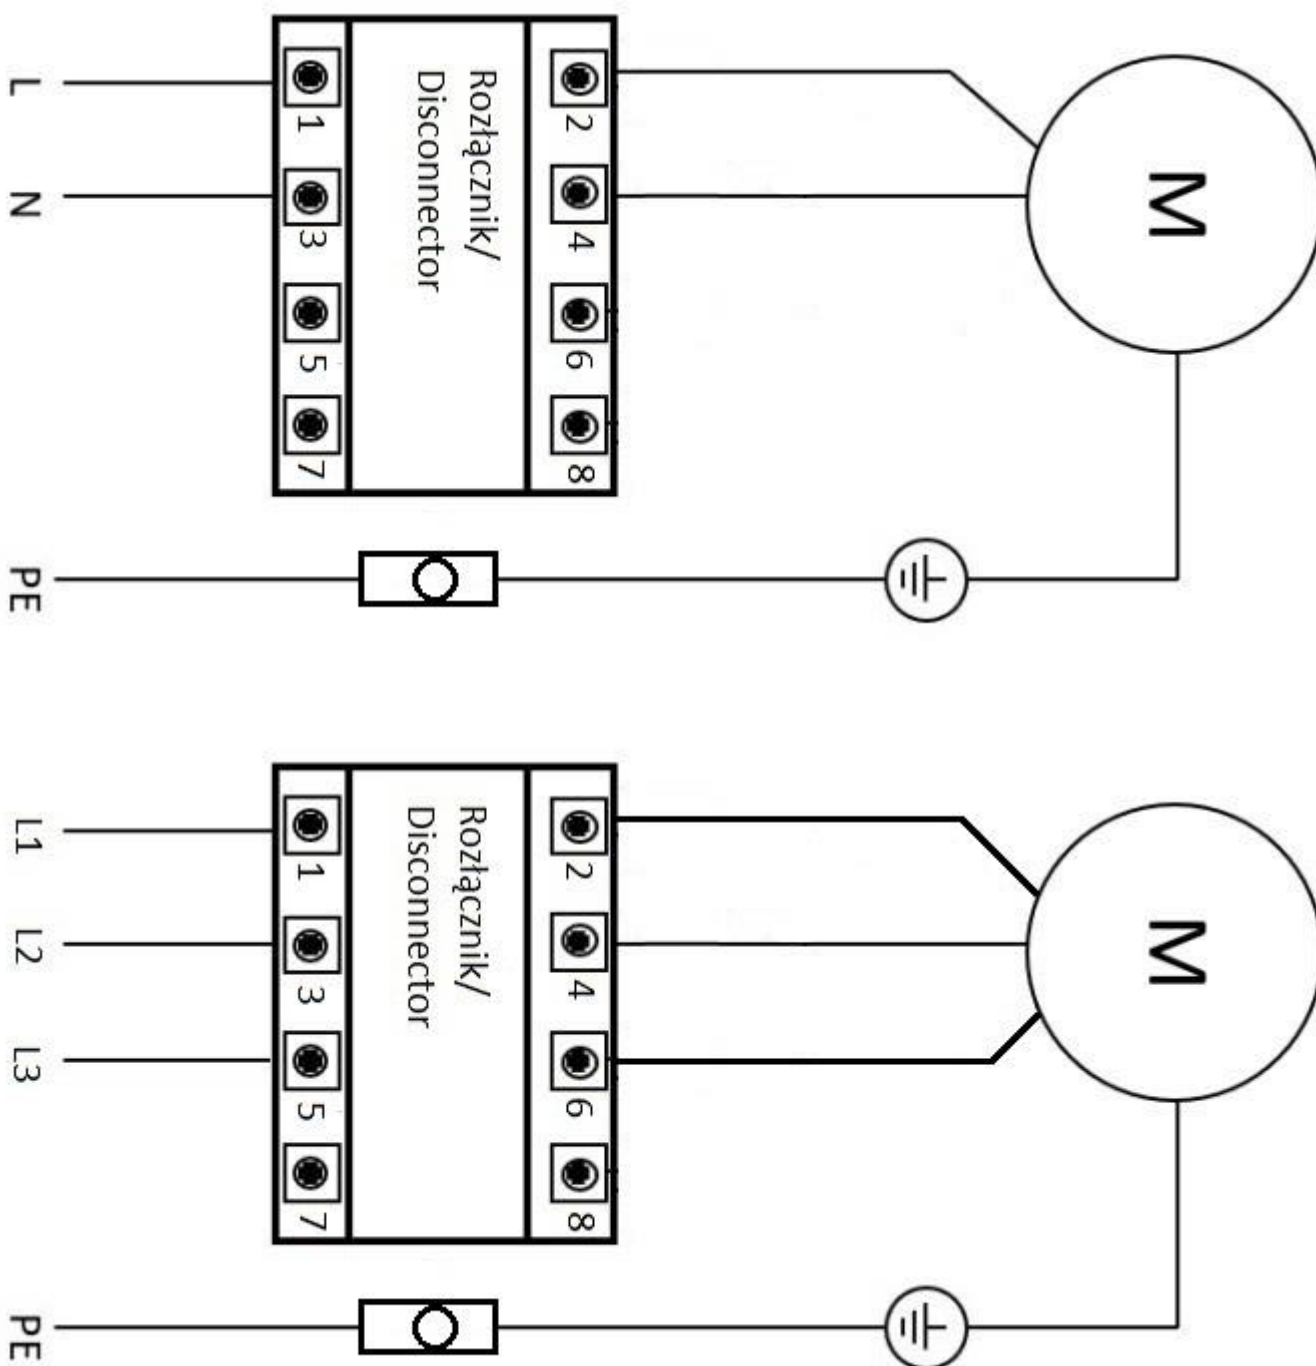 M
2 4 6 8
Rozłącznik/
Disconnector
1 3 5 7
L N PE
M
2 4 6 8
Rozłącznik/
Disconnector
1 3 5 7
L1 L2 L3 PE